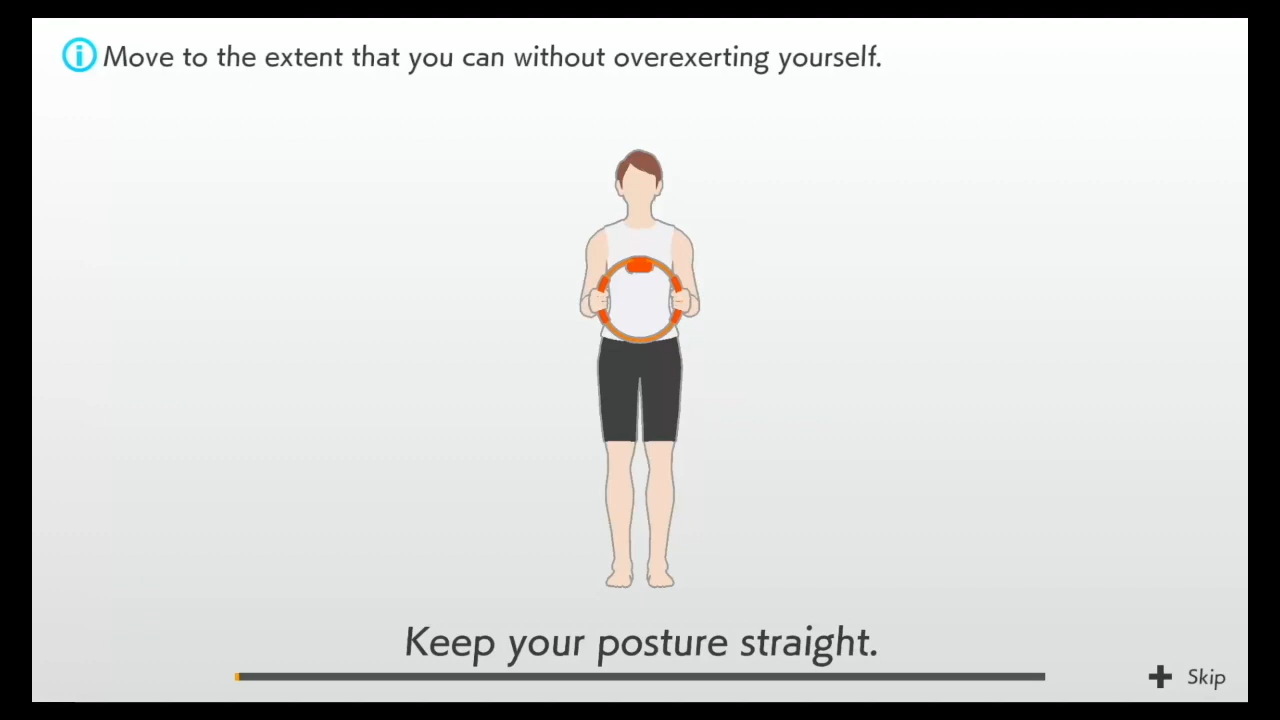 Move to the extent that you can without overexerting yourself.
Keep your posture straight.
Skip